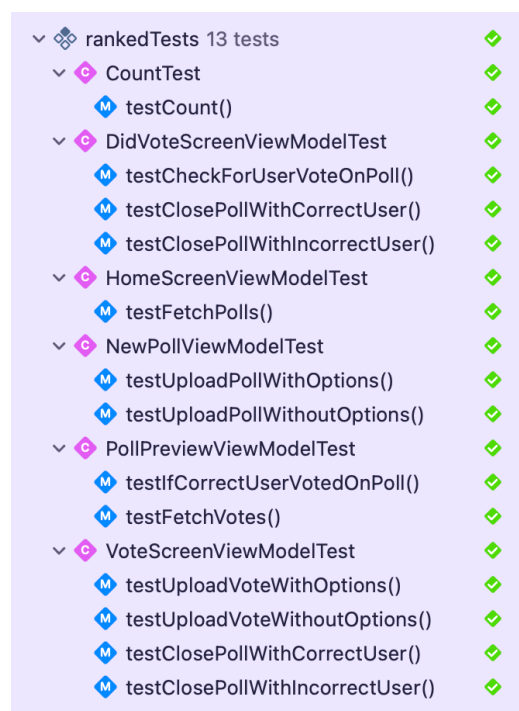 rankedTests 13 tests
C CountTest
M testCount()
C DidVoteScreenViewModelTest
M testCheckForUserVoteOnPoll()
M testClosePollWithCorrectUser()
M testClosePollWithIncorrectUser()
C HomeScreenViewModelTest
M testFetchPolls()
C NewPollViewModelTest
M testUploadPollWithOptions()
M testUploadPollWithoutOptions()
C PollPreviewViewModelTest
M testIfCorrectUserVotedOnPoll()
M testFetchVotes()
C VoteScreenViewModelTest
M testUploadVoteWithOptions()
M testUploadVoteWithoutOptions()
M testClosePollWithCorrectUser()
M testClosePollWithIncorrectUser()